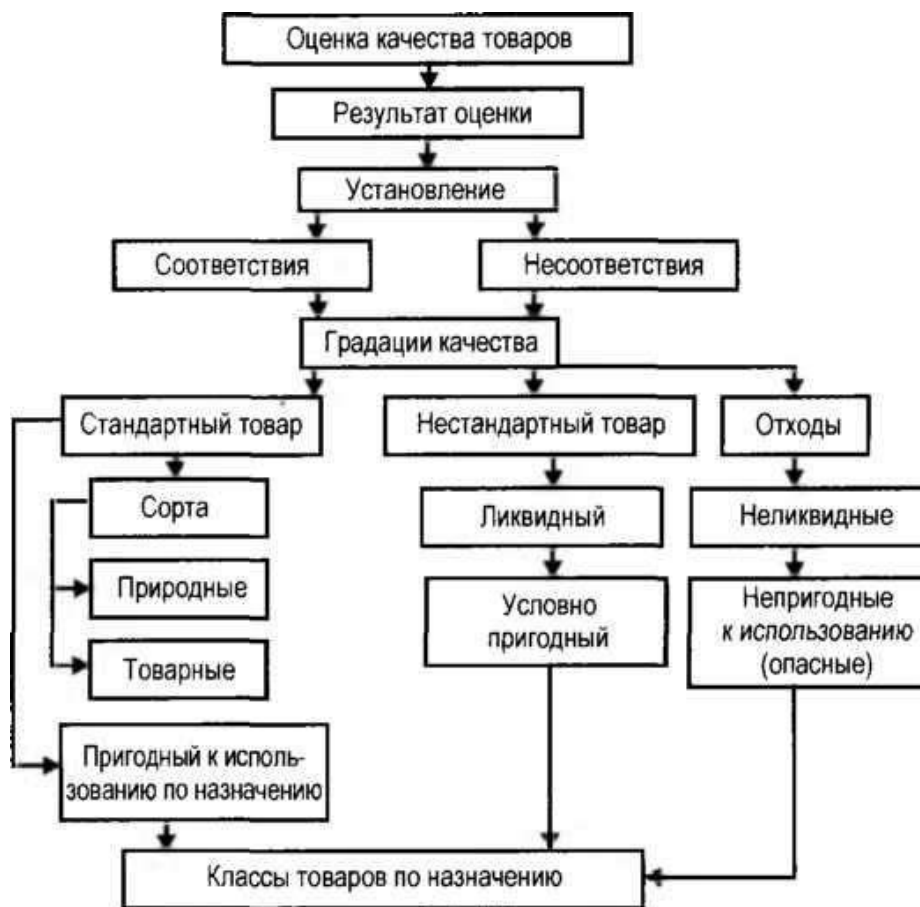 Оценка качества товаров
Результат оценки
Установление
Соответствия
Несоответствия
Градации качества
Стандартный товар
Нестандартный товар
Отходы
Сорта
Ликвидный
Неликвидные
Природные
Условно
пригодный
Непригодные
к использованию
(опасные)
Товарные
Пригодный к исполь-
зованию по назначению
Классы товаров по назначению